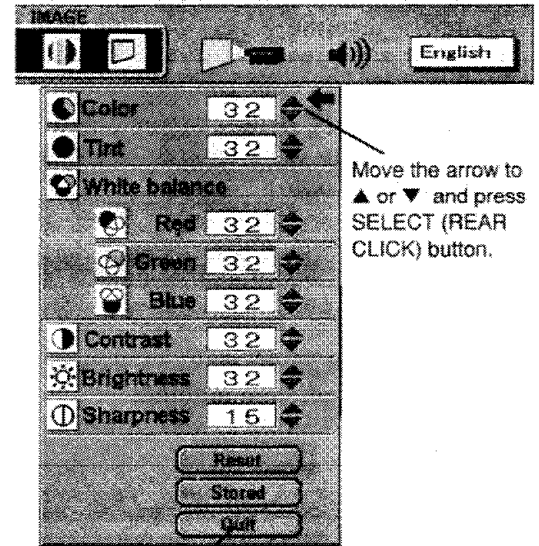 IMAGE
English
Color 32
Tint 32
White balance
Red 32
Green 32
Blue 32
Contrast 32
Brightness 32
Sharpness 15
Reset
Stored
Quit
Move the arrow to
▲ or ▼ and press
SELECT (REAR
CLICK) button.